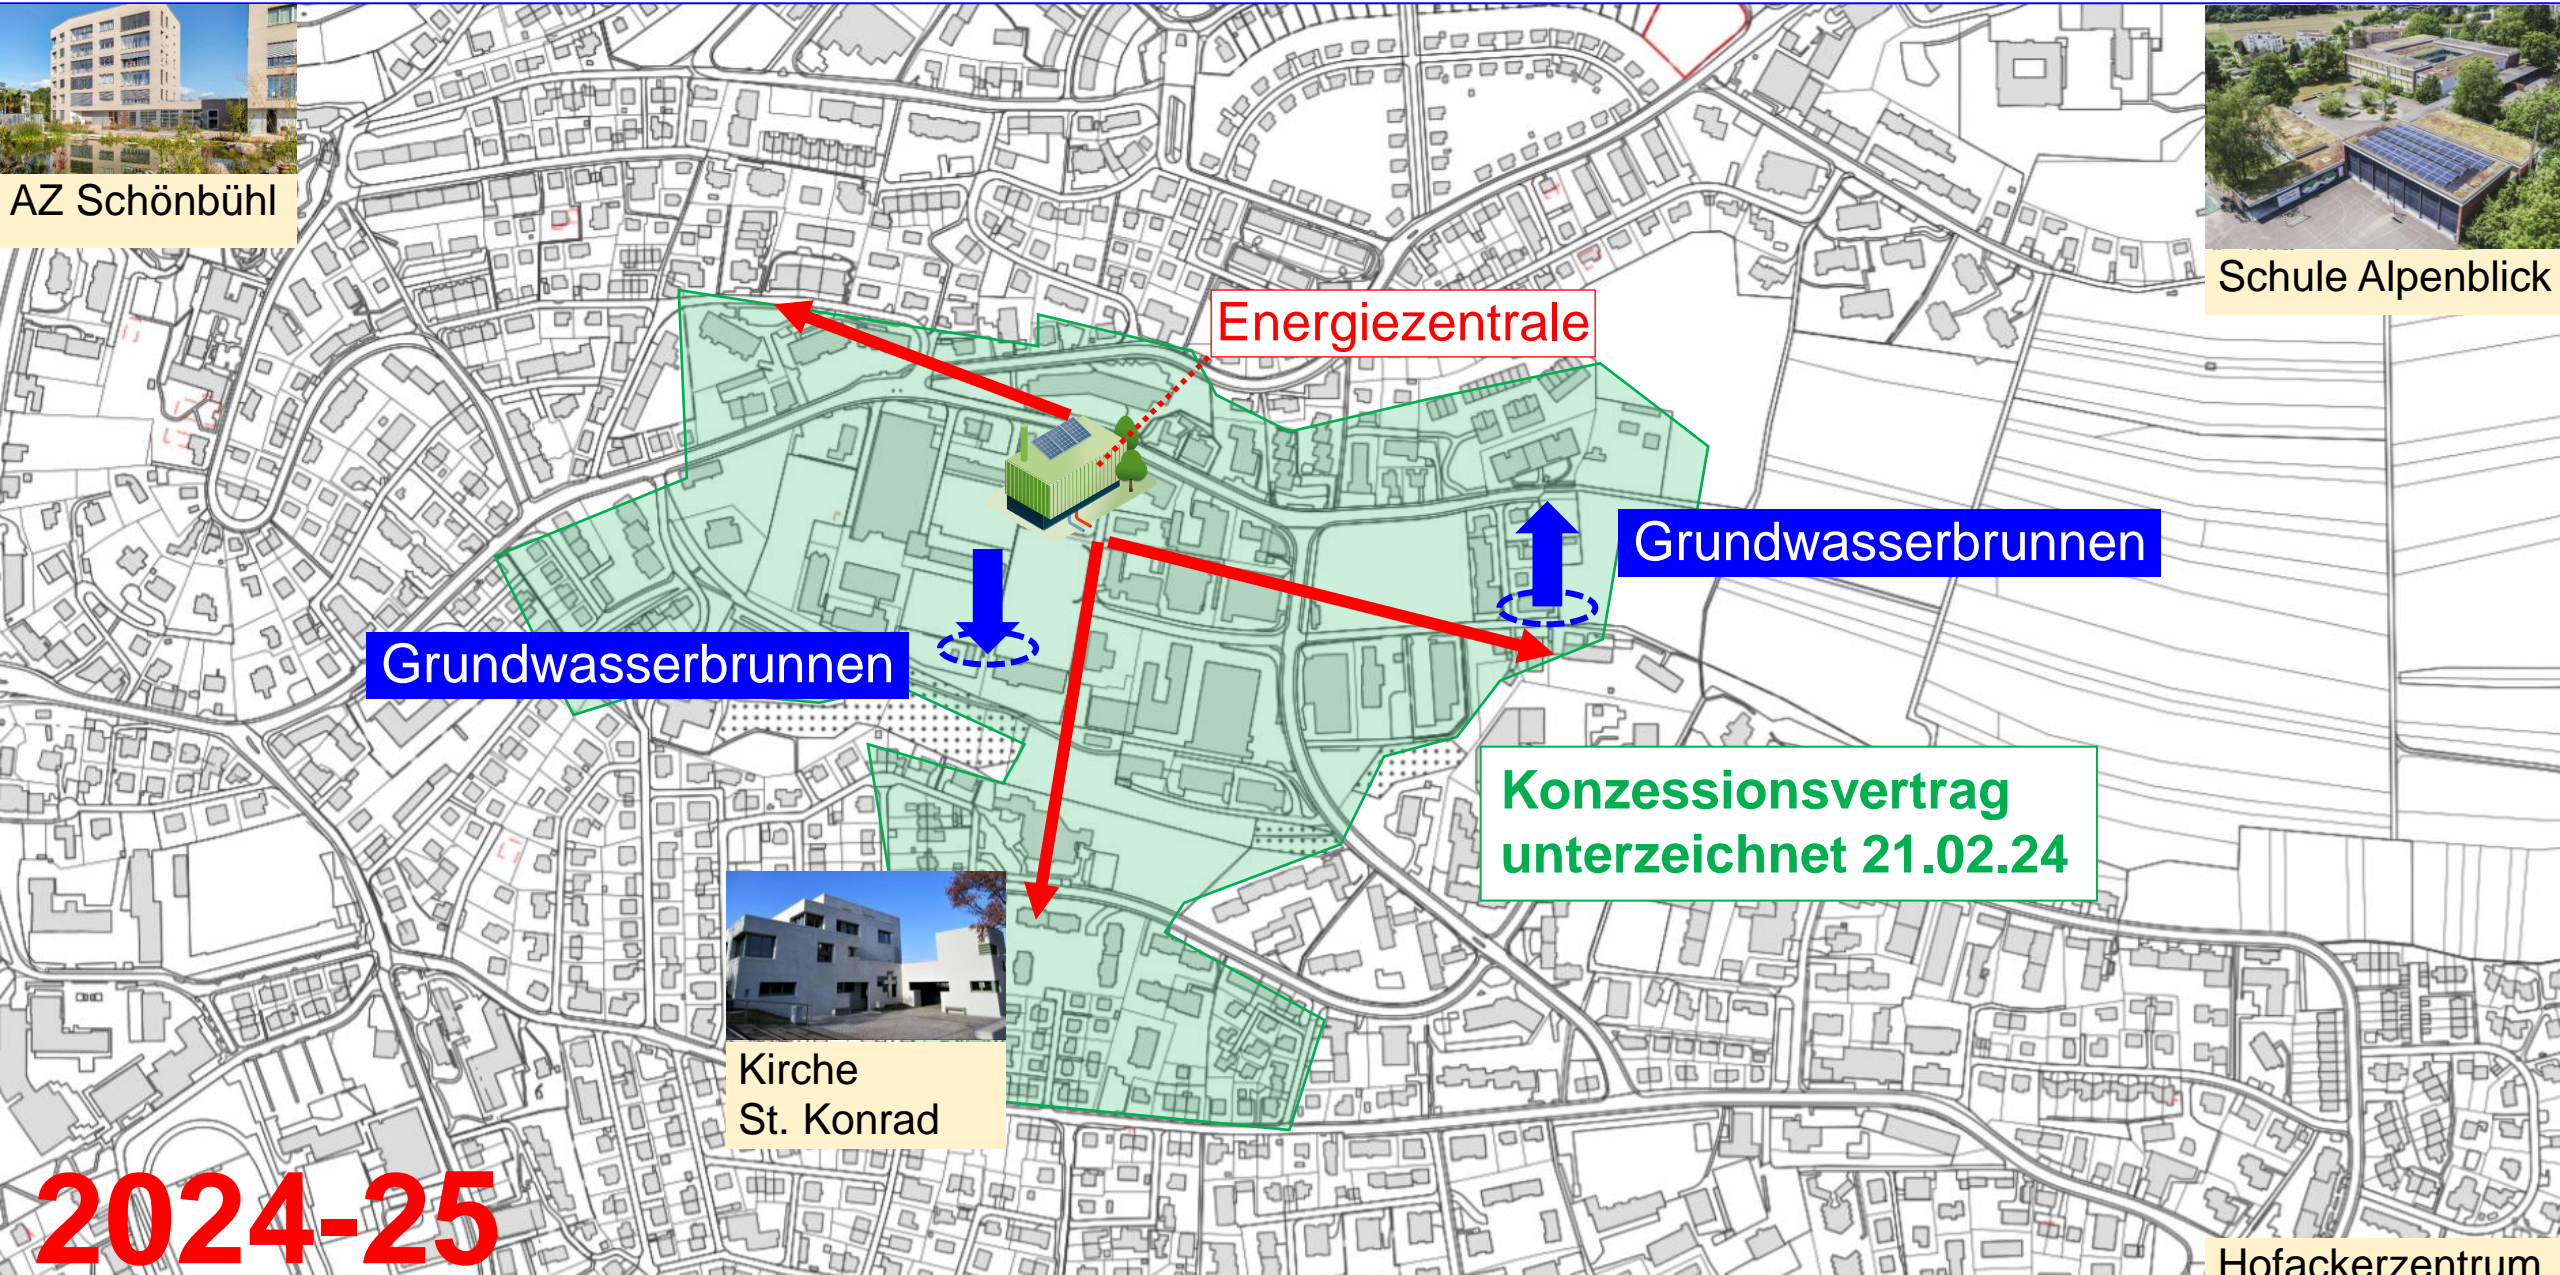 AZ Schönbühl
Schule Alpenblick
Energiezentrale
Grundwasserbrunnen
Grundwasserbrunnen
Konzessionsvertrag
unterzeichnet 21.02.24
Kirche
St. Konrad
2024-25
Hofackerzentrum